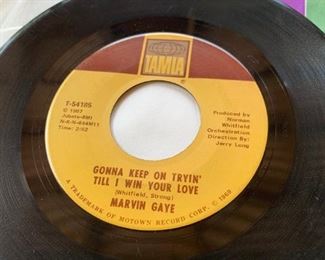 TAMLA
T-54185
© 1967
Jobete-BMI
Time: 2:52
Produced by
Norman
Whitfield
Orchestration
Direction By:
Jerry Long
GONNA KEEP ON TRYIN'
TILL I WIN YOUR LOVE
(Whitfield, Strong)
MARVIN GAYE
A TRADEMARK OF MOTOWN RECORD CORP. © 1969